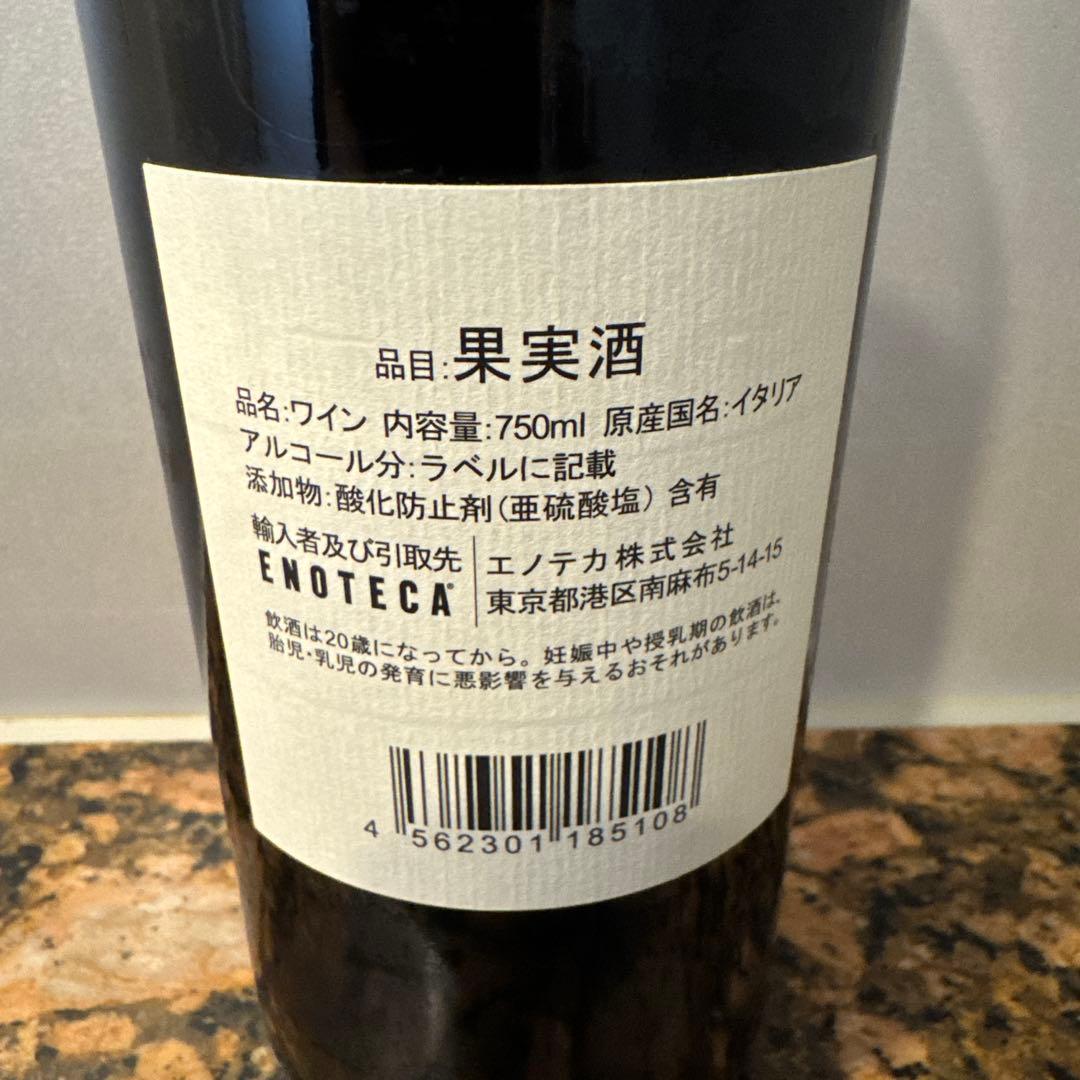 品目:果実酒
品名:ワイン 内容量:750ml 原産国名:イタリア
アルコール分:ラベルに記載
添加物:酸化防止剤(亜硫酸塩) 含有
輸入者及び引取先
ENOTECA®
エノテカ株式会社
東京都港区南麻布5-14-15
飲酒は20歳になってから。妊娠中や授乳期の飲酒は、
胎児・乳児の発育に悪影響を与えるおそれがあります。
4 562301 185108